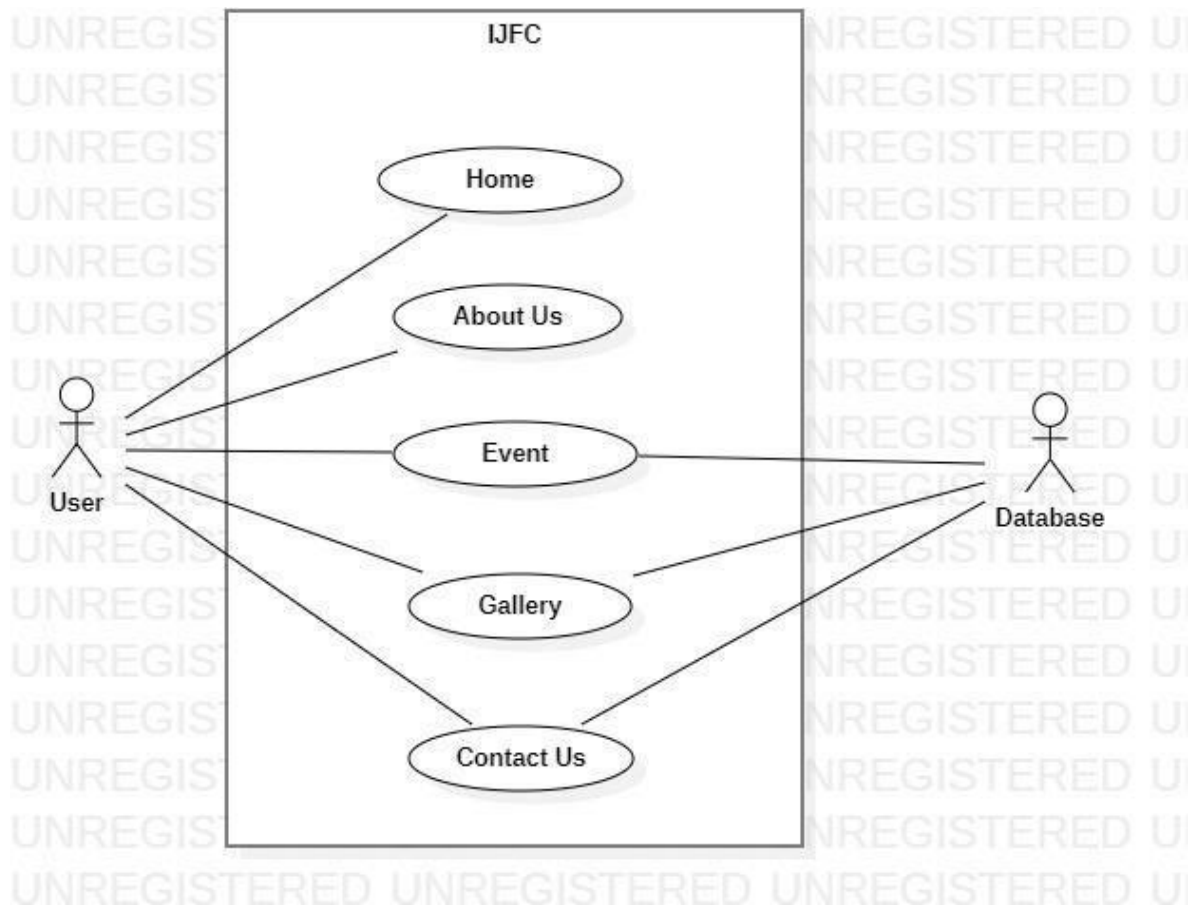 IJFC
Home
About Us
Event
Gallery
Contact Us
User
Database
UNREGISTERED UNREGISTERED UNREGISTERED U